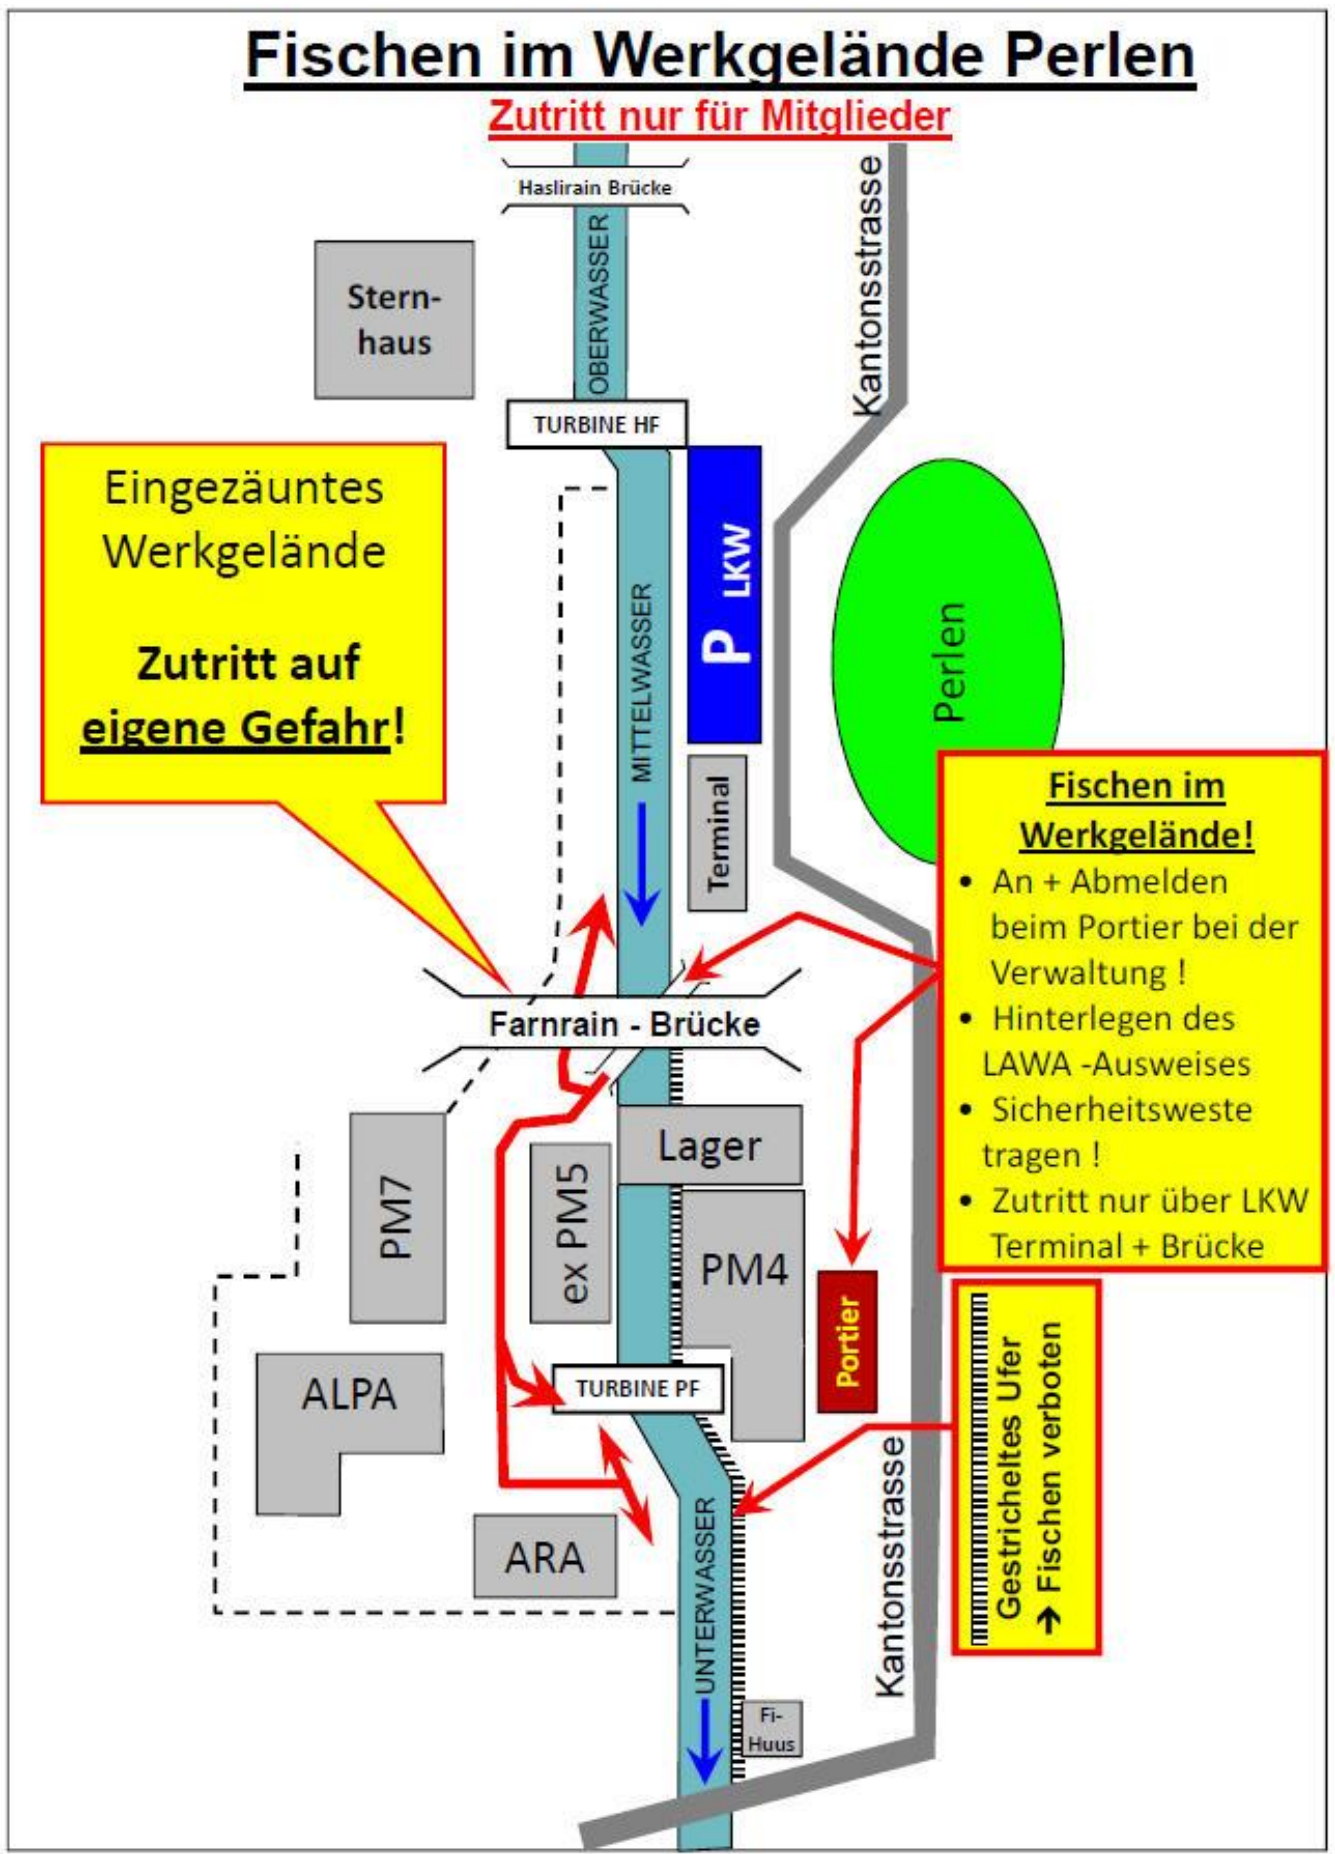 Fischen im Werkgelände Perlen
Zutritt nur für Mitglieder
Haslirain Brücke
OBERWASSER
Kantonsstrasse
Stern-
haus
TURBINE HF
Eingezäuntes
Werkgelände
Zutritt auf
eigene Gefahr!
MITTELWASSER
P LKW
Perlen
Terminal
Fischen im
Werkgelände!
• An + Abmelden
beim Portier bei der
Verwaltung !
• Hinterlegen des
LAWA -Ausweises
• Sicherheitsweste
tragen !
• Zutritt nur über LKW
Terminal + Brücke
Farnrain - Brücke
Lager
PM7
ex PM5
PM4
Portier
TURBINE PF
ALPA
ARA
UNTERWASSER
Kantonsstrasse
Gestricheltes Ufer
➔ Fischen verboten
Fi-
Huus